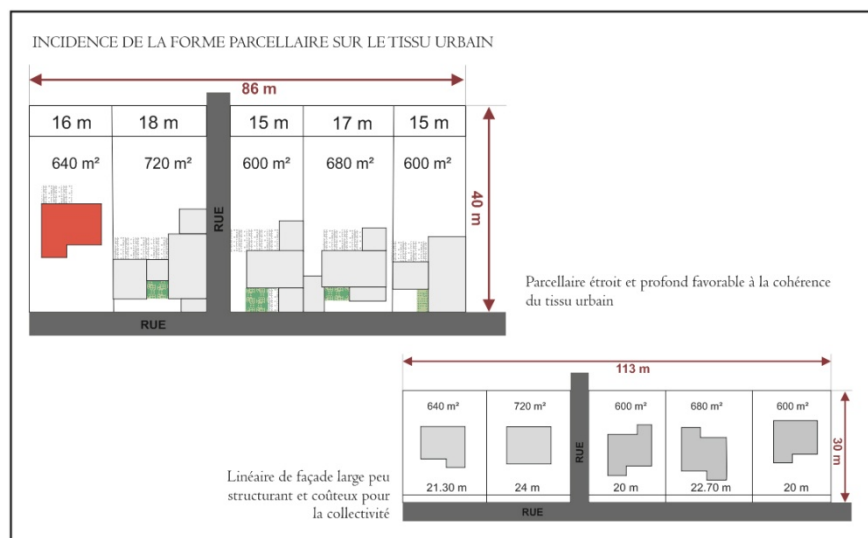 INCIDENCE DE LA FORME PARCELLAIRE SUR LE TISSU URBAIN
86 m
16 m 18 m 15 m 17 m 15 m
640 m² 720 m² 600 m² 680 m² 600 m²
40 m
RUE
RUE
Parcellaire étroit et profond favorable à la cohérence
du tissu urbain
113 m
640 m² 720 m² 600 m² 680 m² 600 m²
30 m
RUE
21.30 m 24 m 20 m 22.70 m 20 m
RUE
Linéaire de façade large peu
structurant et coûteux pour
la collectivité